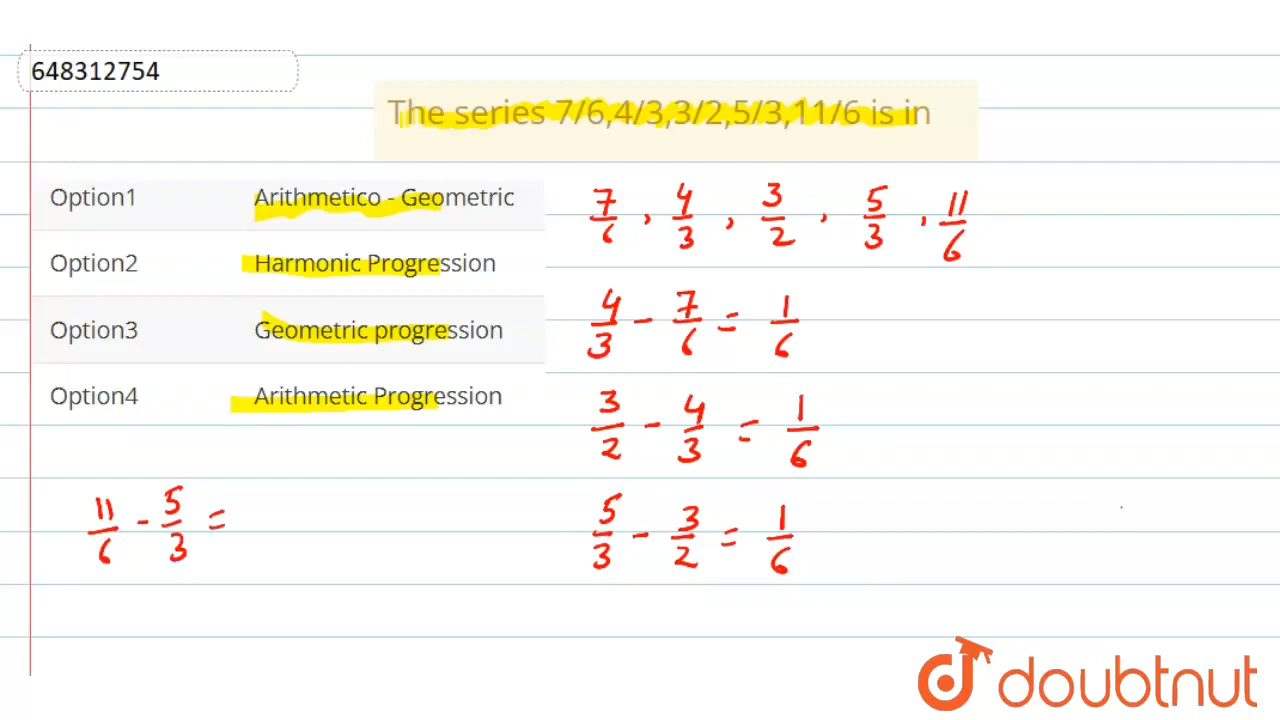 648312754
The series 7/6,4/3,3/2,5/3,11/6 is in
Option1 Arithmetico - Geometric
Option2 Harmonic Progression
Option3 Geometric progression
Option4 Arithmetic Progression
7/6 , 4/3 , 3/2 , 5/3 , 11/6
4/3 - 7/6 = 1/6
3/2 - 4/3 = 1/6
5/3 - 3/2 = 1/6
11/6 - 5/3 =
doubtnut